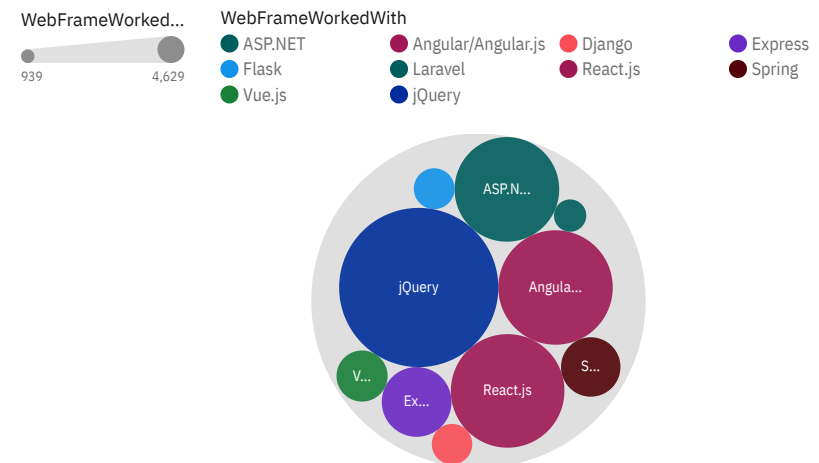 WebFrameWorked...
939
4,629
WebFrameWorkedWith
ASP.NET
Angular/Angular.js
Django
Express
Flask
Laravel
React.js
Spring
Vue.js
jQuery
ASP.N...
jQuery
Angula...
V...
Ex...
React.js
S...